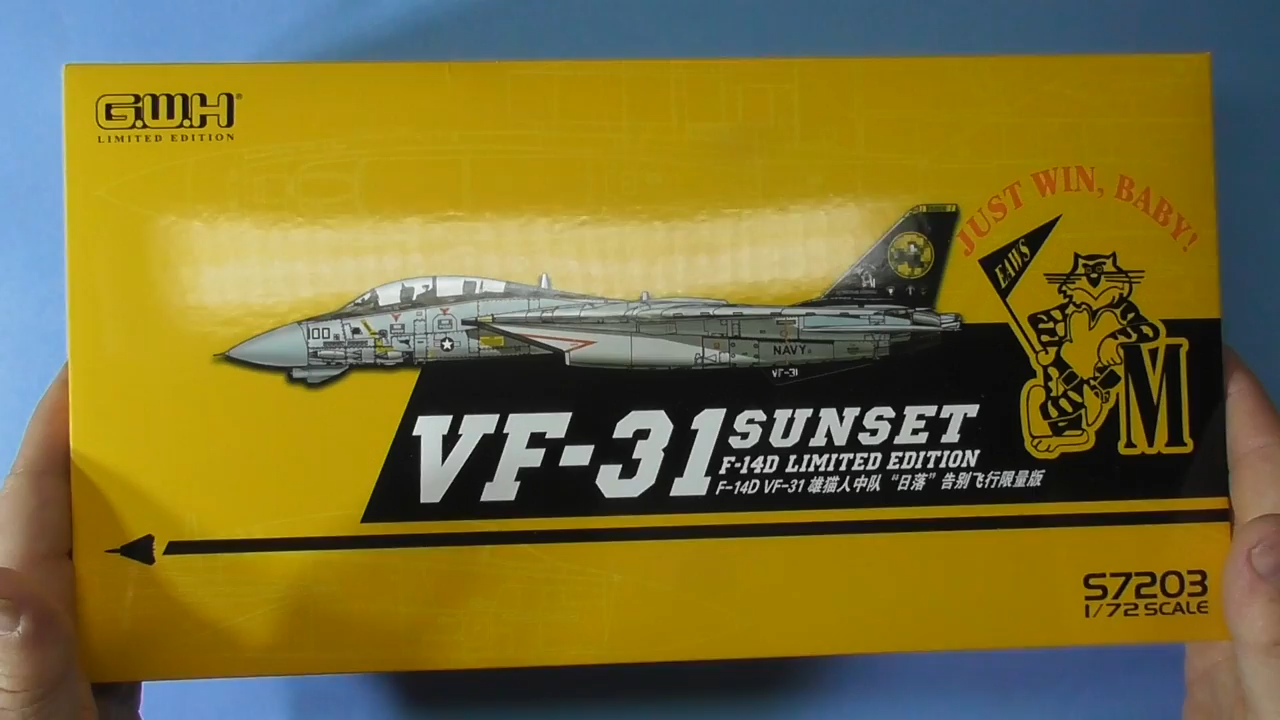 G.W.H®
LIMITED EDITION
JUST WIN, BABY!
EAWS
M
100
NAVY
VF-31
VF-31 SUNSET
F-14D LIMITED EDITION
F-14D VF-31 雄猫人中队 “日落” 告别飞行限量版
S7203
1/72 SCALE